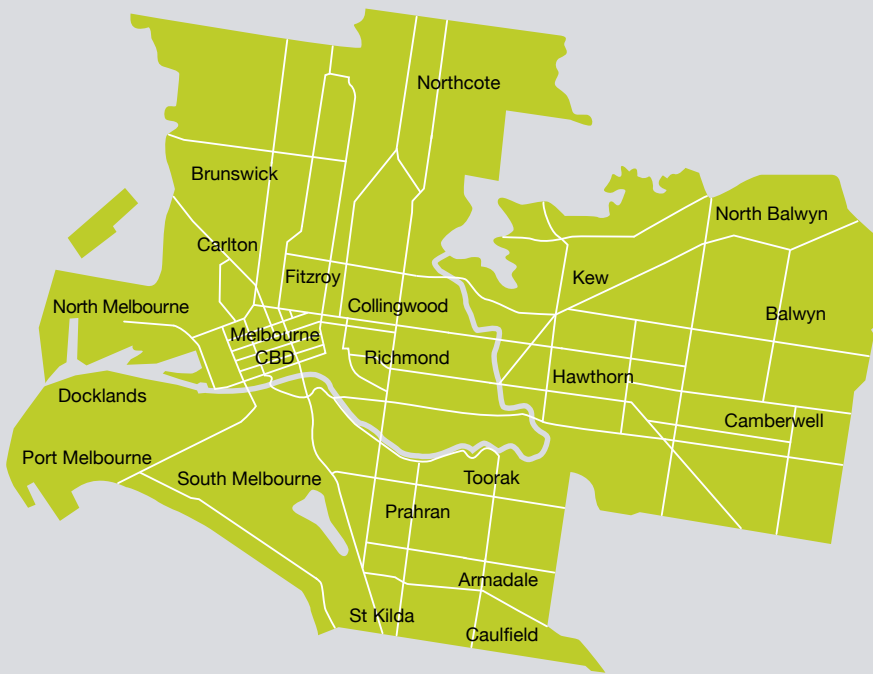 Northcote
Brunswick
North Balwyn
Carlton
Fitzroy
Kew
North Melbourne
Collingwood
Balwyn
Melbourne
CBD
Richmond
Hawthorn
Docklands
Camberwell
Port Melbourne
South Melbourne
Toorak
Prahran
Armadale
St Kilda
Caulfield